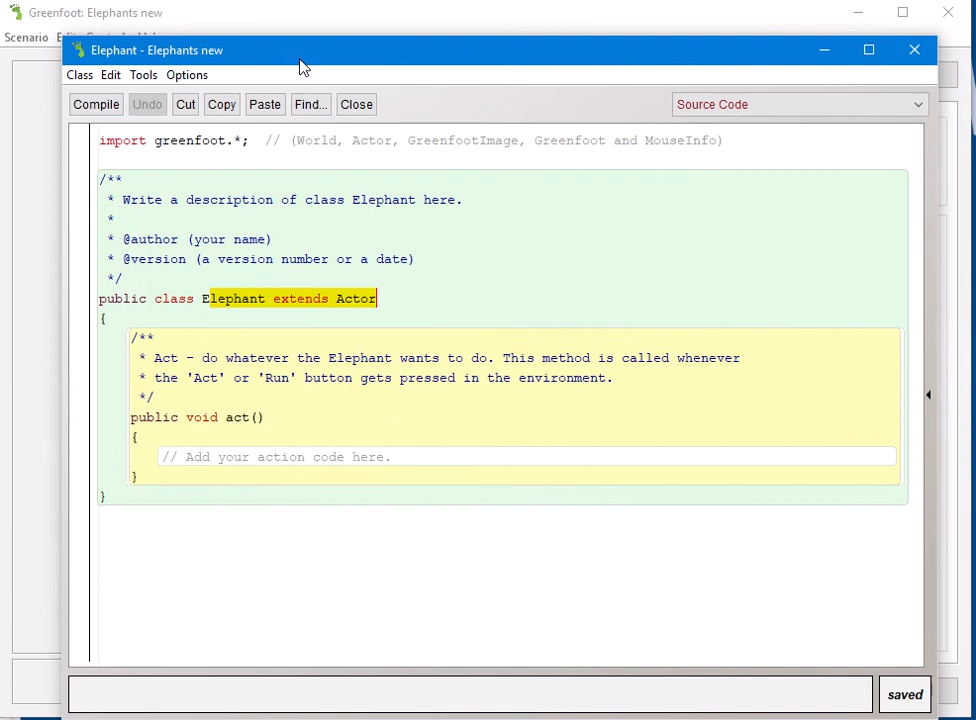 Greenfoot: Elephants new
Scenario
Elephant - Elephants new
Class Edit Tools Options
Compile Undo Cut Copy Paste Find... Close Source Code
import greenfoot.*; // (World, Actor, GreenfootImage, Greenfoot and MouseInfo)
/**
* Write a description of class Elephant here.
*
* @author (your name)
* @version (a version number or a date)
*/
public class Elephant extends Actor
{
/**
* Act - do whatever the Elephant wants to do. This method is called whenever
* the 'Act' or 'Run' button gets pressed in the environment.
*/
public void act()
{
// Add your action code here.
}
}
saved